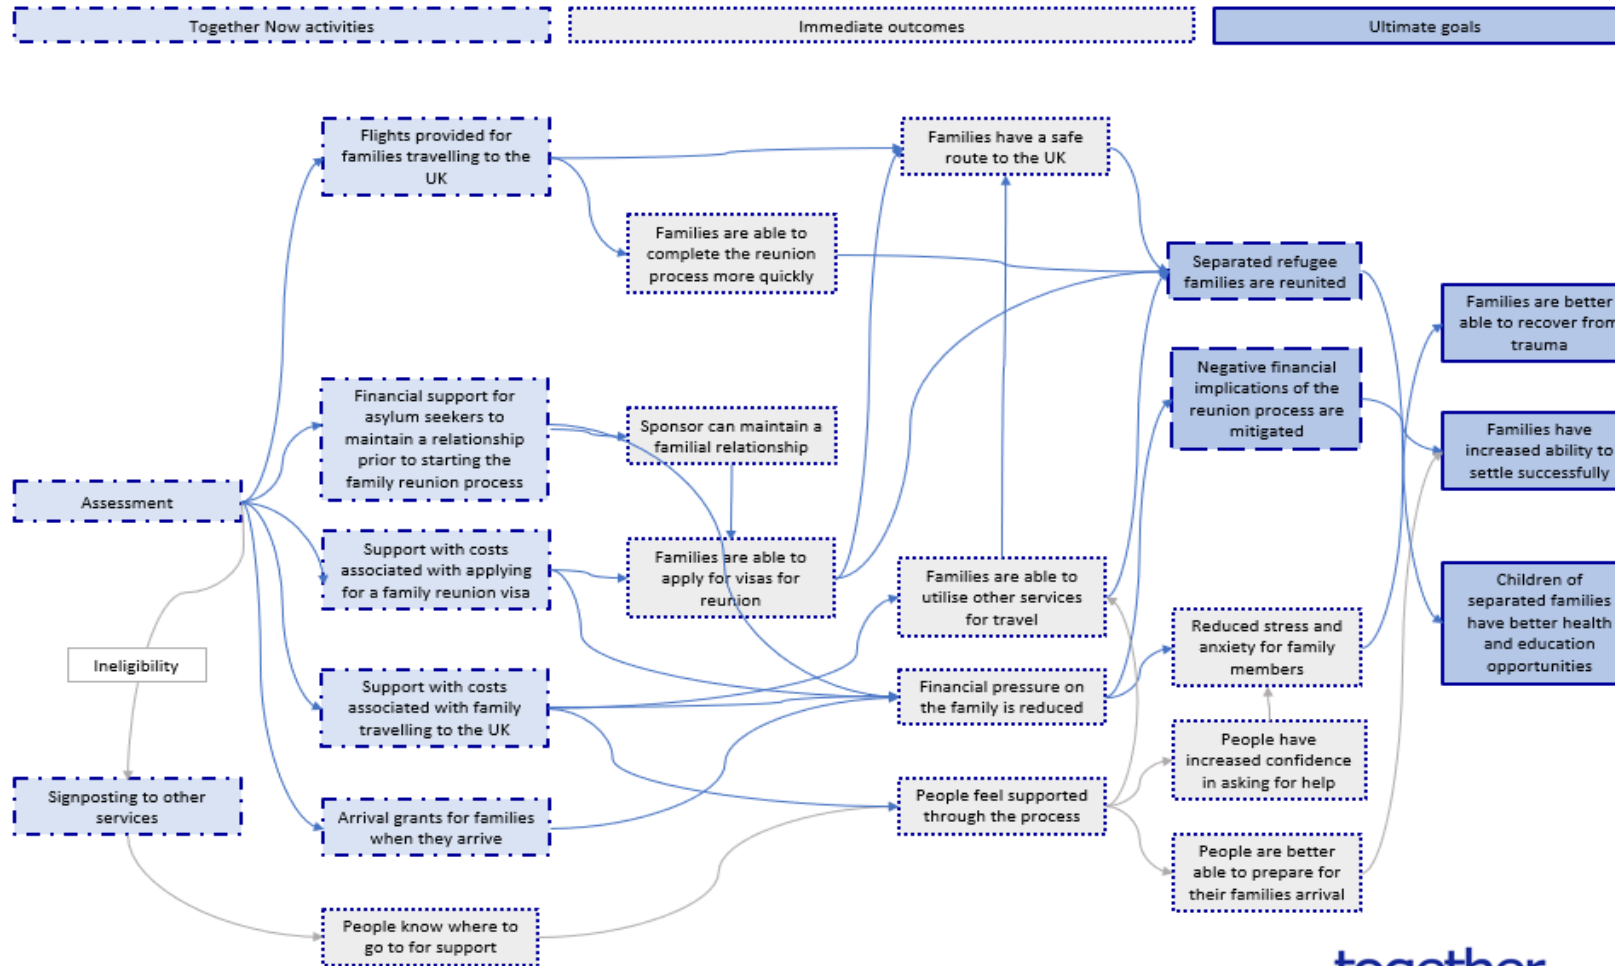 Together Now activities
Immediate outcomes
Ultimate goals
Flights provided for
families travelling to the
UK
Families have a safe
route to the UK
Families are able to
complete the reunion
process more quickly
Separated refugee
families are reunited
Families are better
able to recover from
trauma
Negative financial
implications of the
reunion process are
mitigated
Financial support for
asylum seekers to
maintain a relationship
prior to starting the
family reunion process
Sponsor can maintain a
familial relationship
Families have
increased ability to
settle successfully
Assessment
Support with costs
associated with applying
for a family reunion visa
Families are able to
apply for visas for
reunion
Families are able to
utilise other services
for travel
Children of
separated families
have better health
and education
opportunities
Reduced stress and
anxiety for family
members
Ineligibility
Support with costs
associated with family
travelling to the UK
Financial pressure on
the family is reduced
People have
increased confidence
in asking for help
Signposting to other
services
Arrival grants for families
when they arrive
People feel supported
through the process
People are better
able to prepare for
their families arrival
People know where to
go to for support
together